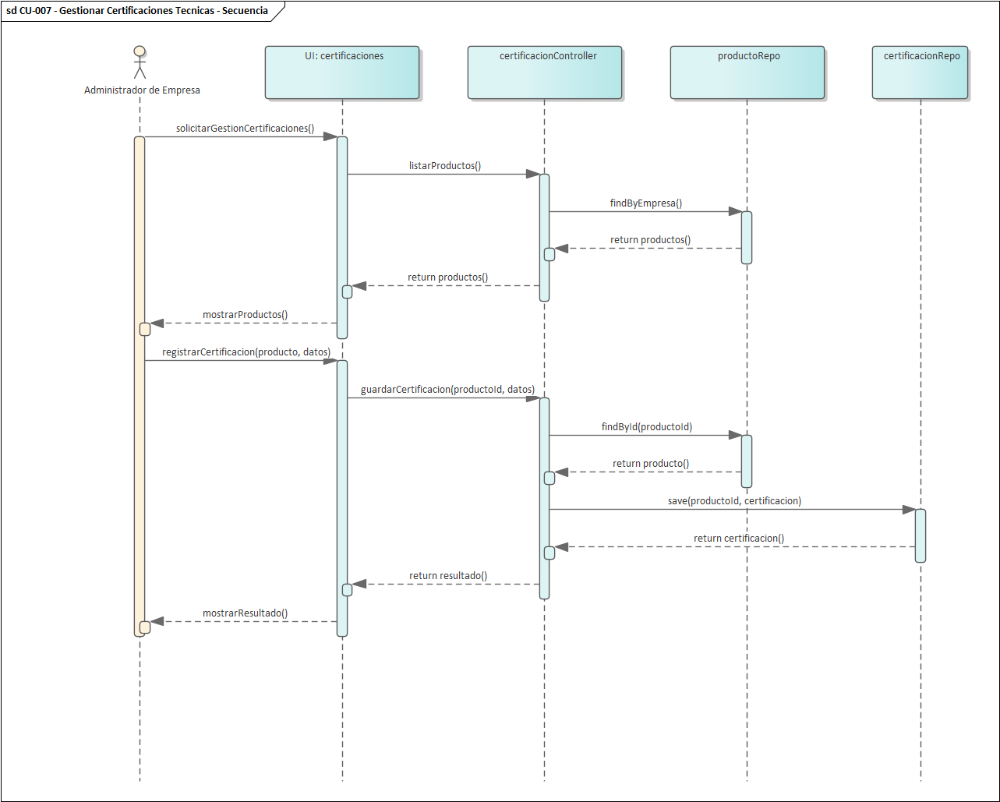 sd CU-007 - Gestionar Certificaciones Tecnicas - Secuencia
Administrador de Empresa
UI: certificaciones
certificacionController
productoRepo
certificacionRepo
solicitarGestionCertificaciones()
listarProductos()
findByEmpresa()
return productos()
return productos()
mostrarProductos()
registrarCertificacion(producto, datos)
guardarCertificacion(productoId, datos)
findById(productoId)
return producto()
save(productoId, certificacion)
return certificacion()
return resultado()
mostrarResultado()